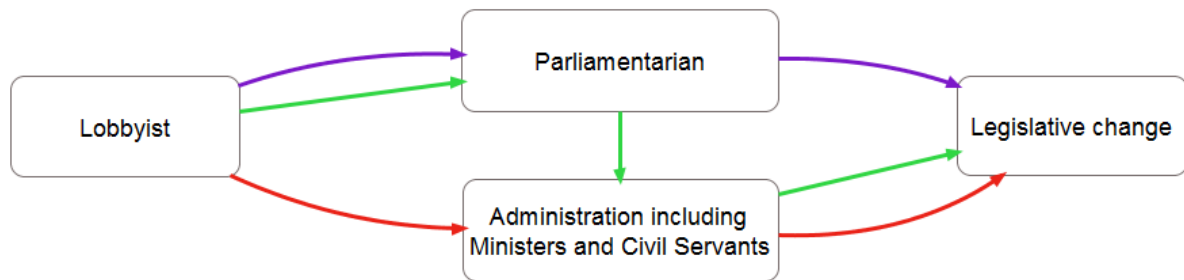 Parliamentarian
Lobbyist
Legislative change
Administration including
Ministers and Civil Servants